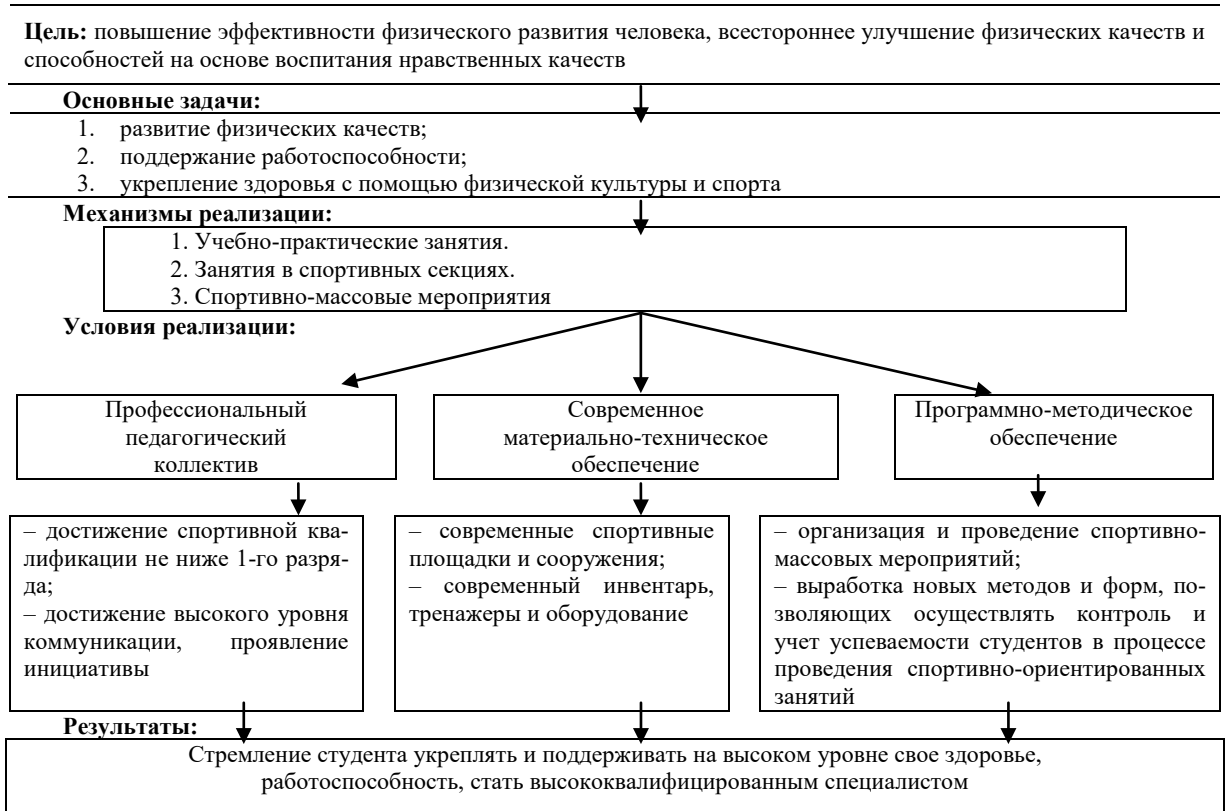 Цель: повышение эффективности физического развития человека, всестороннее улучшение физических качеств и
способностей на основе воспитания нравственных качеств
Основные задачи:
1. развитие физических качеств;
2. поддержание работоспособности;
3. укрепление здоровья с помощью физической культуры и спорта
Механизмы реализации:
1. Учебно-практические занятия.
2. Занятия в спортивных секциях.
3. Спортивно-массовые мероприятия
Условия реализации:
Профессиональный
педагогический
коллектив
Современное
материально-техническое
обеспечение
Программно-методическое
обеспечение
– достижение спортивной ква-
лификации не ниже 1-го разря-
да;
– достижение высокого уровня
коммуникации, проявление
инициативы
– современные спортивные
площадки и сооружения;
– современный инвентарь,
тренажеры и оборудование
– организация и проведение спортивно-
массовых мероприятий;
– выработка новых методов и форм, по-
зволяющих осуществлять контроль и
учет успеваемости студентов в процессе
проведения спортивно-ориентированных
занятий
Результаты:
Стремление студента укреплять и поддерживать на высоком уровне свое здоровье,
работоспособность, стать высококвалифицированным специалистом